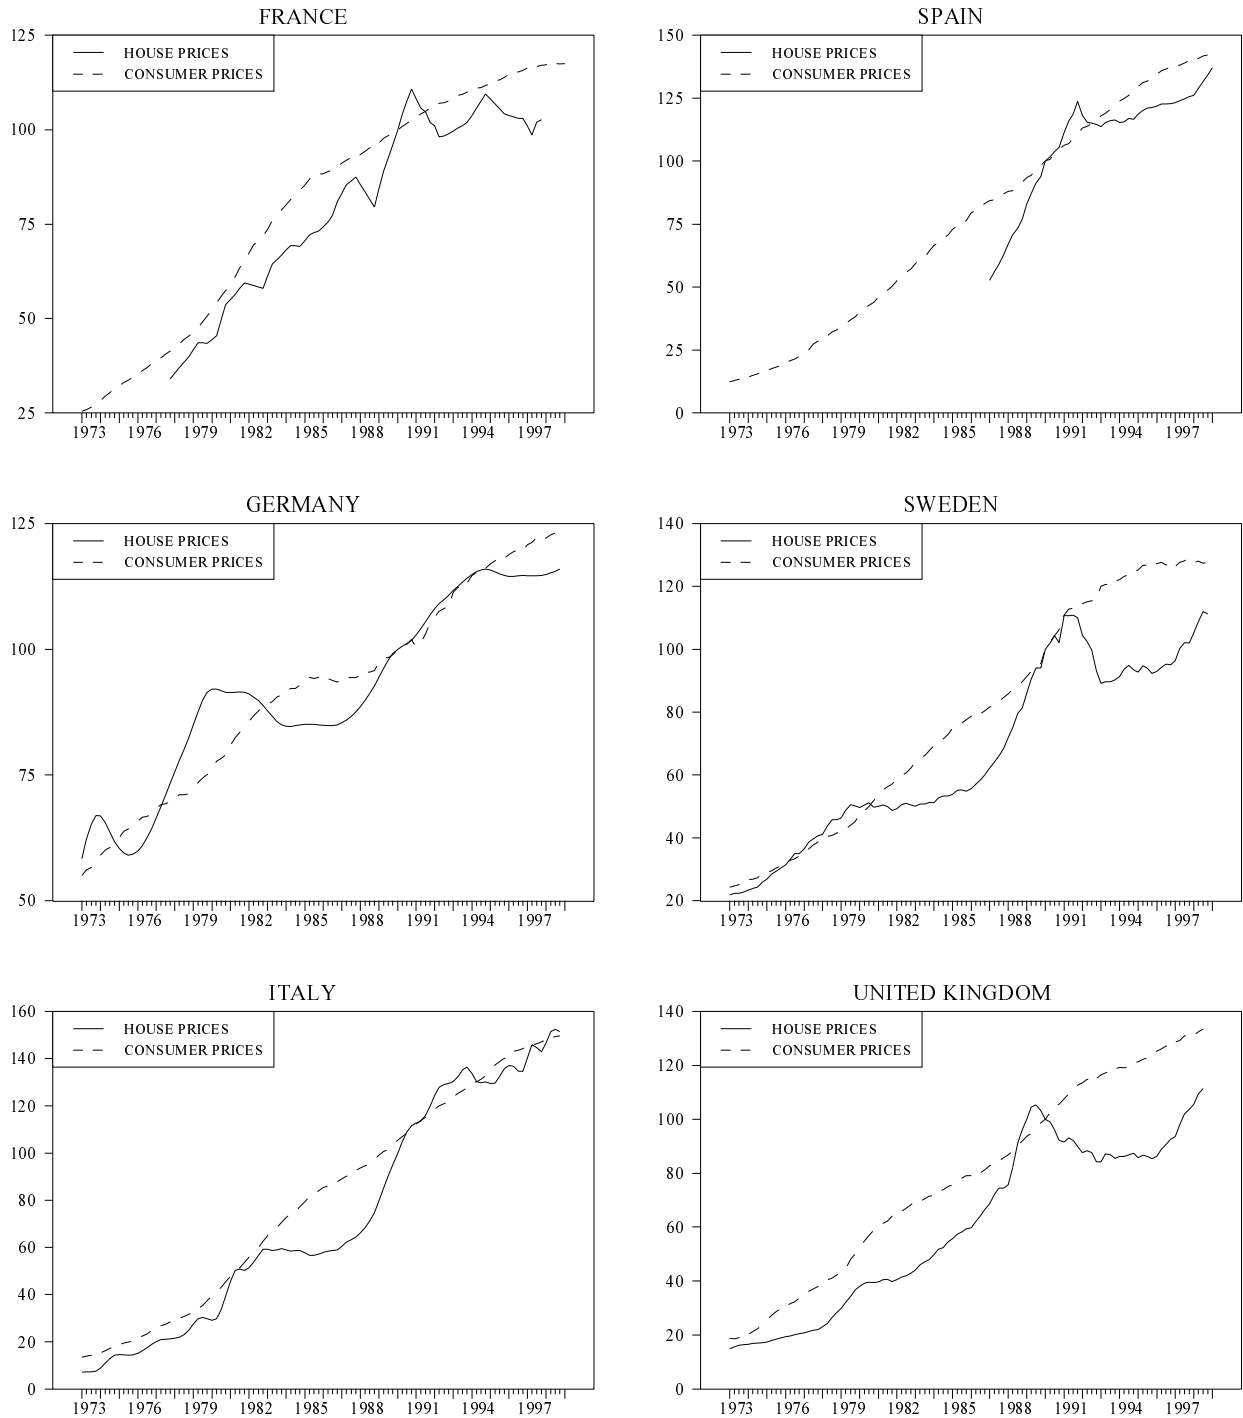 FRANCE
125
100
75
50
25
HOUSE PRICES
CONSUMER PRICES
1973 1976 1979 1982 1985 1988 1991 1994 1997
SPAIN
150
125
100
75
50
25
0
HOUSE PRICES
CONSUMER PRICES
1973 1976 1979 1982 1985 1988 1991 1994 1997
GERMANY
125
100
75
50
HOUSE PRICES
CONSUMER PRICES
1973 1976 1979 1982 1985 1988 1991 1994 1997
SWEDEN
140
120
100
80
60
40
20
HOUSE PRICES
CONSUMER PRICES
1973 1976 1979 1982 1985 1988 1991 1994 1997
ITALY
160
140
120
100
80
60
40
20
0
HOUSE PRICES
CONSUMER PRICES
1973 1976 1979 1982 1985 1988 1991 1994 1997
UNITED KINGDOM
140
120
100
80
60
40
20
0
HOUSE PRICES
CONSUMER PRICES
1973 1976 1979 1982 1985 1988 1991 1994 1997